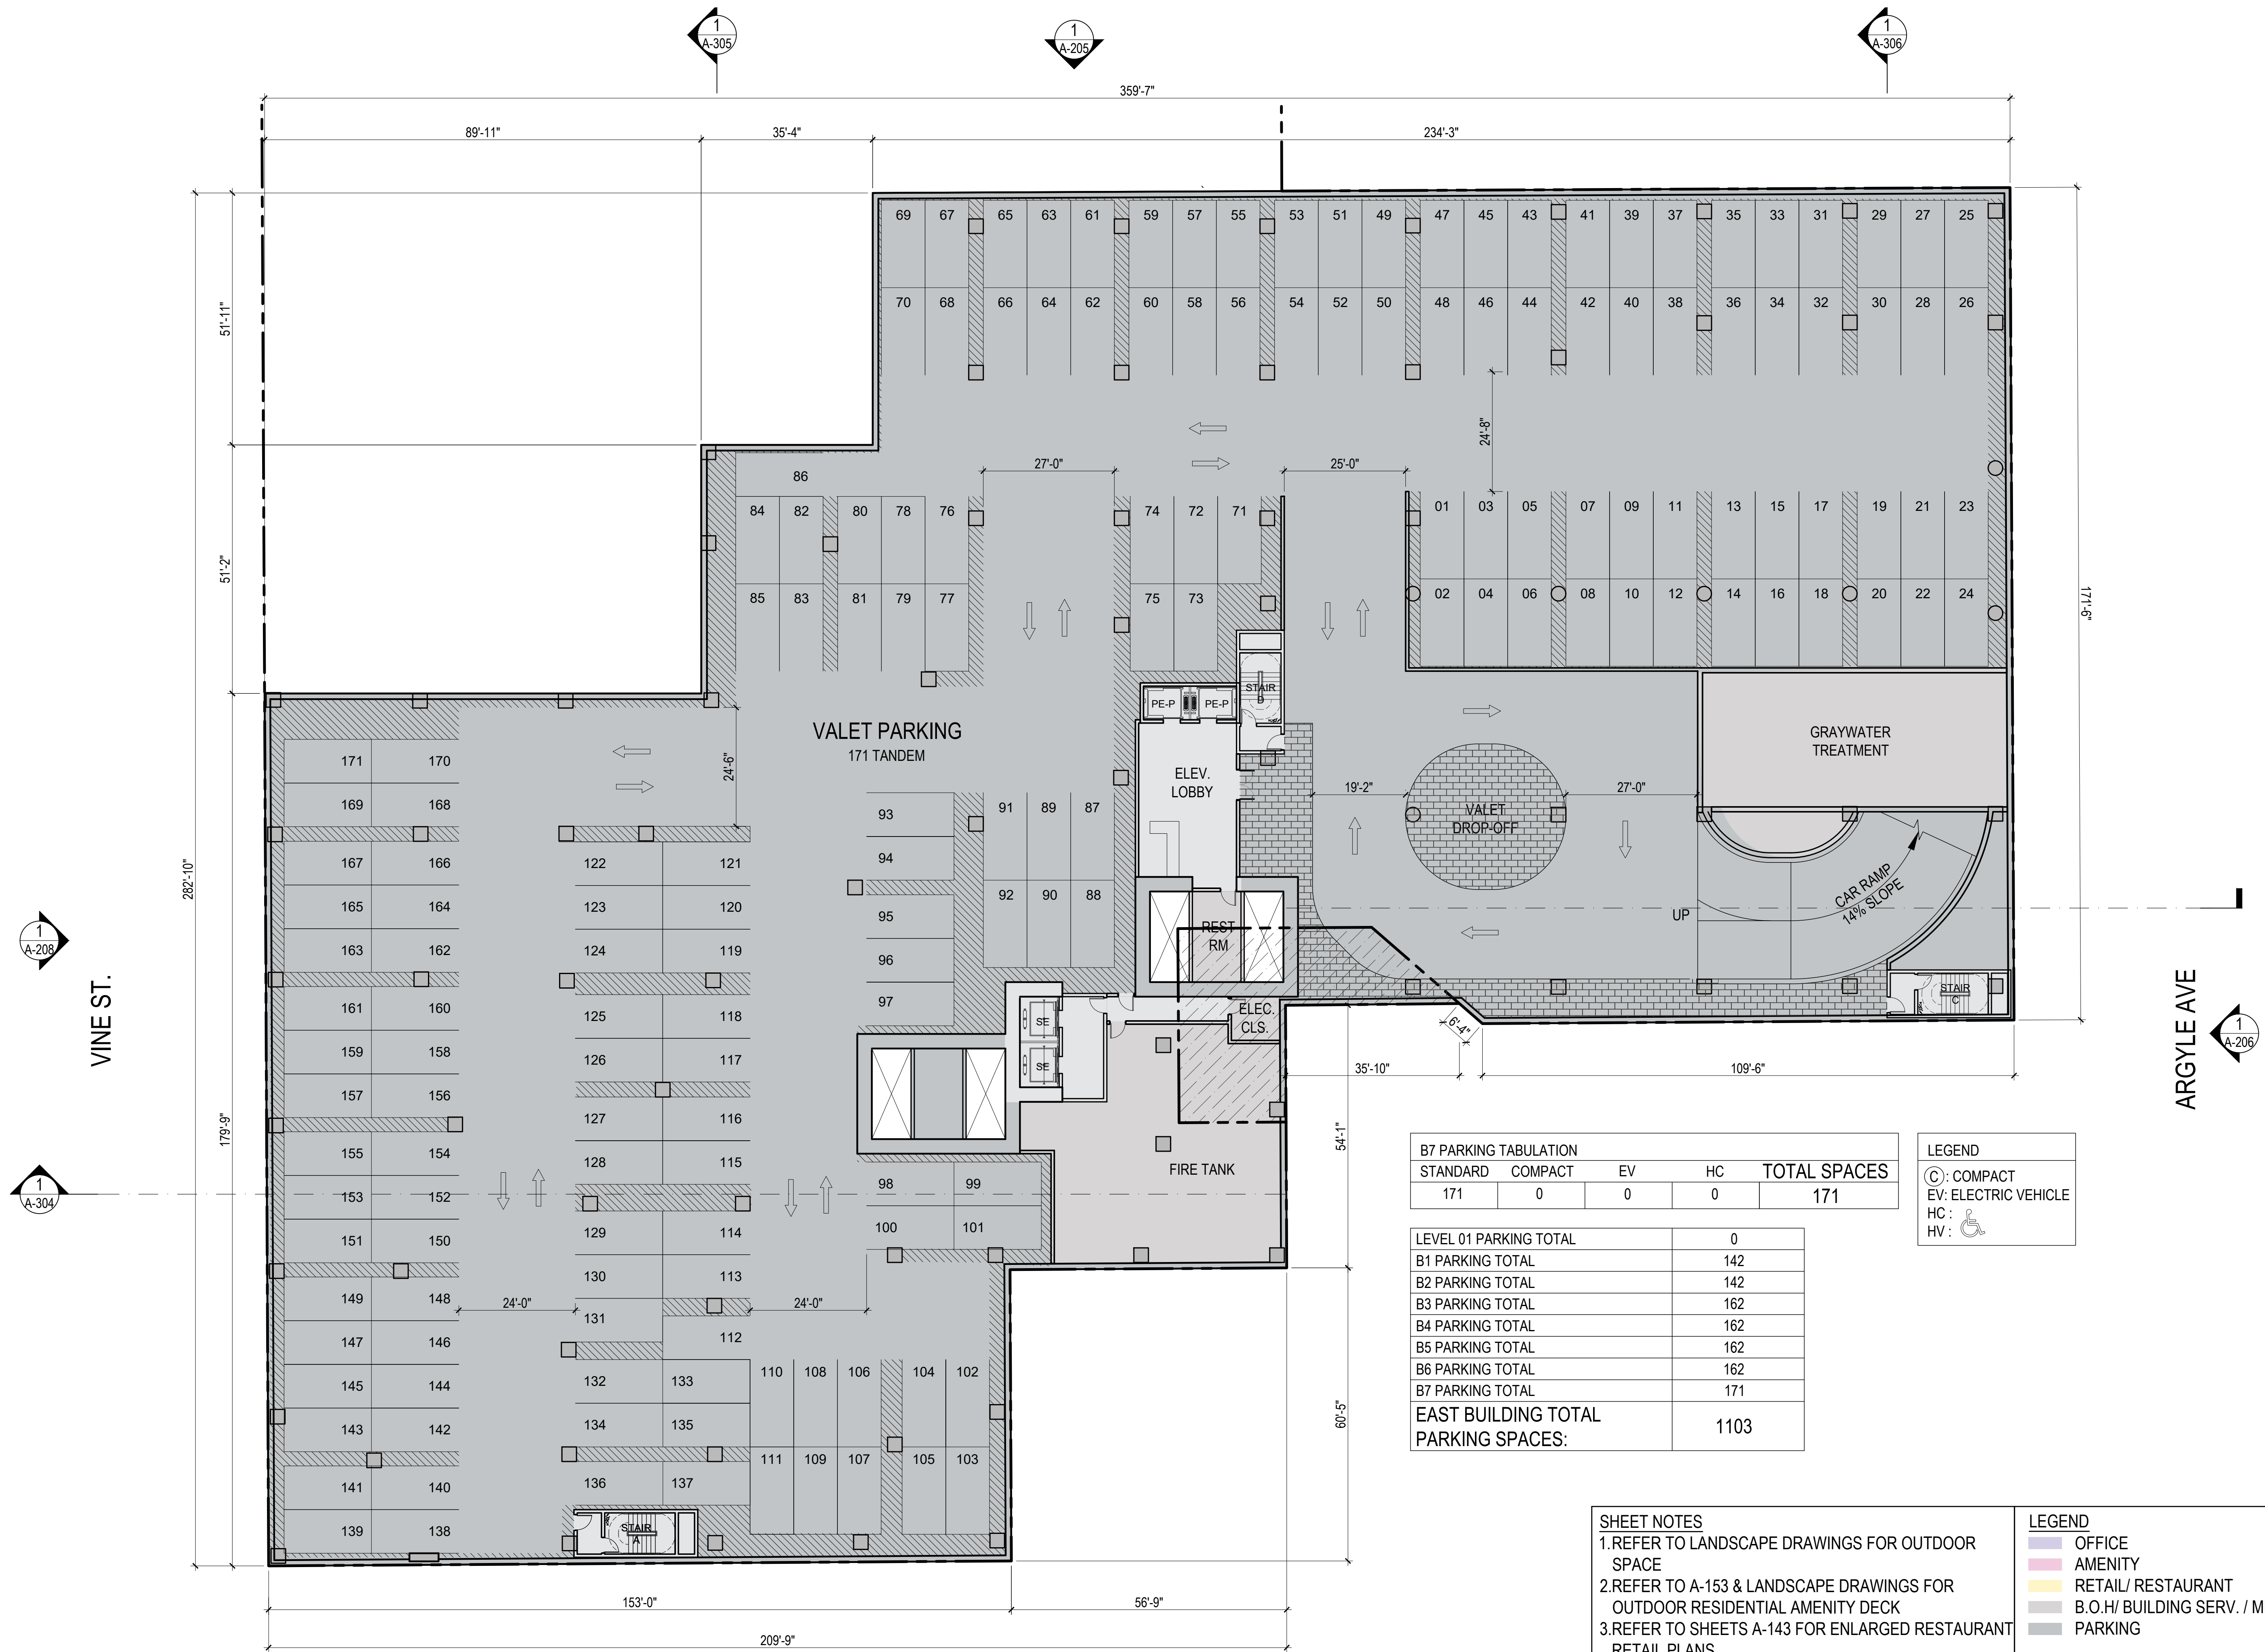 1
A-305
1
A-205
1
A-306
359'-7"
89'-11"
35'-4"
234'-3"
69 67 65 63 61 59 57 55 53 51 49 47 45 43 41 39 37 35 33 31 29 27 25
70 68 66 64 62 60 58 56 54 52 50 48 46 44 42 40 38 36 34 32 30 28 26
51'-11"
24'-8"
27'-0"
25'-0"
86
84 82 80 78 76 74 72 71 01 03 05 07 09 11 13 15 17 19 21 23
51'-2"
85 83 81 79 77 75 73 02 04 06 08 10 12 14 16 18 20 22 24
171'-6"
STAIR
B
PE-P
PE-P
VALET PARKING
171 TANDEM
GRAYWATER
TREATMENT
171 170
24'-6"
ELEV.
LOBBY
19'-2"
27'-0"
VALET
DROP-OFF
169 168
93
91 89 87
282'-10"
167 166 122 121
94
165 164 123 120
95
92 90 88
CAR RAMP
14% SLOPE
UP
REST
RM
1
A-208
163 162 124 119
96
VINE ST.
ARGYLE AVE
161 160 125 118
97
SE
SE
ELEC.
CLS.
STAIR
C
6'-4"
1
A-206
159 158 126 117
35'-10"
109'-6"
157 156 127 116
179'-9"
54'-1"
155 154 128 115
FIRE TANK
1
A-304
153 152
98 99
151 150 129 114
100 101
149 148 130 113
24'-0"
24'-0"
131
147 146 112
145 144 132 133 110 108 106 104 102
143 142 134 135
60'-5"
111 109 107 105 103
141 140 136 137
139 138
STAIR
A
153'-0"
56'-9"
209'-9"
B7 PARKING TABULATION
STANDARD COMPACT EV HC TOTAL SPACES
171 0 0 0 171
LEGEND
C : COMPACT
EV: ELECTRIC VEHICLE
HC :
HV :
LEVEL 01 PARKING TOTAL 0
B1 PARKING TOTAL 142
B2 PARKING TOTAL 142
B3 PARKING TOTAL 162
B4 PARKING TOTAL 162
B5 PARKING TOTAL 162
B6 PARKING TOTAL 162
B7 PARKING TOTAL 171
EAST BUILDING TOTAL
PARKING SPACES: 1103
SHEET NOTES
1.REFER TO LANDSCAPE DRAWINGS FOR OUTDOOR
SPACE
2.REFER TO A-153 & LANDSCAPE DRAWINGS FOR
OUTDOOR RESIDENTIAL AMENITY DECK
3.REFER TO SHEETS A-143 FOR ENLARGED RESTAURANT
RETAIL PLANS
LEGEND
OFFICE
AMENITY
RETAIL/ RESTAURANT
B.O.H/ BUILDING SERV. / M
PARKING